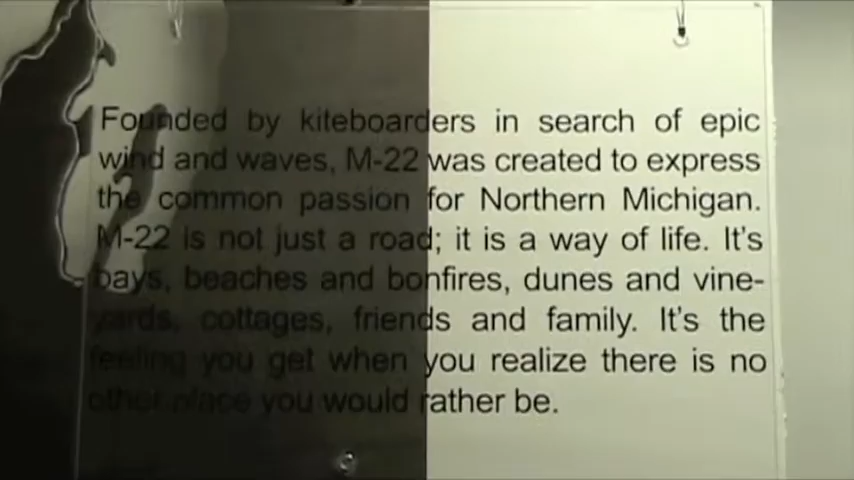 Founded by kiteboarders in search of epic
wind and waves, M-22 was created to express
the common passion for Northern Michigan.
M-22 is not just a road; it is a way of life. It's
bays, beaches and bonfires, dunes and vine-
yards, cottages, friends and family. It's the
feeling you get when you realize there is no
other place you would rather be.